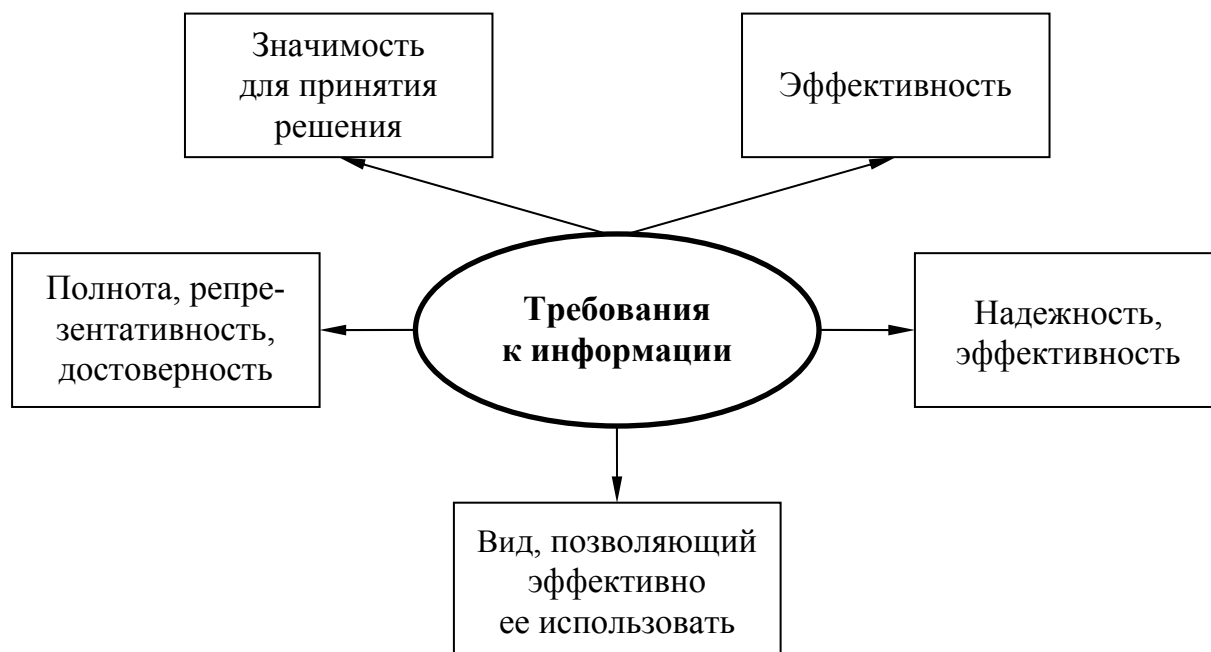 Значимость
для принятия
решения
Эффективность
Полнота, репре-
зентативность,
достоверность
Требования
к информации
Надежность,
эффективность
Вид, позволяющий
эффективно
ее использовать